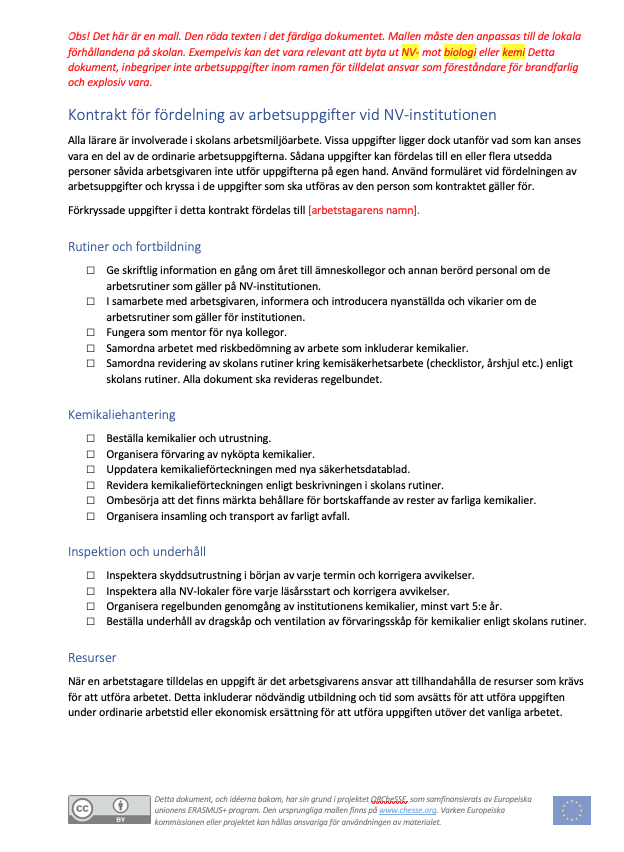 Obs! Det här är en mall. Den röda texten i det färdiga dokumentet. Mallen måste den anpassas till de lokala
förhållandena på skolan. Exempelvis kan det vara relevant att byta ut NV- mot biologi eller kemi Detta
dokument, inbegriper inte arbetsuppgifter inom ramen för tilldelat ansvar som föreståndare för brandfarlig
och explosiv vara.
Kontrakt för fördelning av arbetsuppgifter vid NV-institutionen
Alla lärare är involverade i skolans arbetsmiljöarbete. Vissa uppgifter ligger dock utanför vad som kan anses
vara en del av de ordinarie arbetsuppgifterna. Sådana uppgifter kan fördelas till en eller flera utsedda
personer såvida arbetsgivaren inte utför uppgifterna på egen hand. Använd formuläret vid fördelningen av
arbetsuppgifter och kryssa i de uppgifter som ska utföras av den person som kontraktet gäller för.
Förkryssade uppgifter i detta kontrakt fördelas till [arbetstagarens namn].
Rutiner och fortbildning
☐ Ge skriftlig information en gång om året till ämneskollegor och annan berörd personal om de
arbetsrutiner som gäller på NV-institutionen.
☐ I samarbete med arbetsgivaren, informera och introducera nyanställda och vikarier om de
arbetsrutiner som gäller för institutionen.
☐ Fungera som mentor för nya kollegor.
☐ Samordna arbetet med riskbedömning av arbete som inkluderar kemikalier.
☐ Samordna revidering av skolans rutiner kring kemisäkerhetsarbete (checklistor, årshjul etc.) enligt
skolans rutiner. Alla dokument ska revideras regelbundet.
Kemikaliehantering
☐ Beställa kemikalier och utrustning.
☐ Organisera förvaring av nyköpta kemikalier.
☐ Uppdatera kemikalieförteckningen med nya säkerhetsdatablad.
☐ Revidera kemikalieförteckningen enligt beskrivningen i skolans rutiner.
☐ Ombesörja att det finns märkta behållare för bortskaffande av rester av farliga kemikalier.
☐ Organisera insamling och transport av farligt avfall.
Inspektion och underhåll
☐ Inspektera skyddsutrustning i början av varje termin och korrigera avvikelser.
☐ Inspektera alla NV-lokaler före varje läsårsstart och korrigera avvikelser.
☐ Organisera regelbunden genomgång av institutionens kemikalier, minst vart 5:e år.
☐ Beställa underhåll av dragskåp och ventilation av förvaringsskåp för kemikalier enligt skolans rutiner.
Resurser
När en arbetstagare tilldelas en uppgift är det arbetsgivarens ansvar att tillhandahålla de resurser som krävs
för att utföra arbetet. Detta inkluderar nödvändig utbildning och tid som avsätts för att utföra uppgiften
under ordinarie arbetstid eller ekonomisk ersättning för att utföra uppgiften utöver det vanliga arbetet.
cc BY
Detta dokument, och idéerna bakom, har sin grund i projektet QBCheSSE, som samfinansierats av Europeiska
unionens ERASMUS+ program. Den ursprungliga mallen finns på www.chesse.org. Varken Europeiska
kommissionen eller projektet kan hållas ansvariga för användningen av materialet.